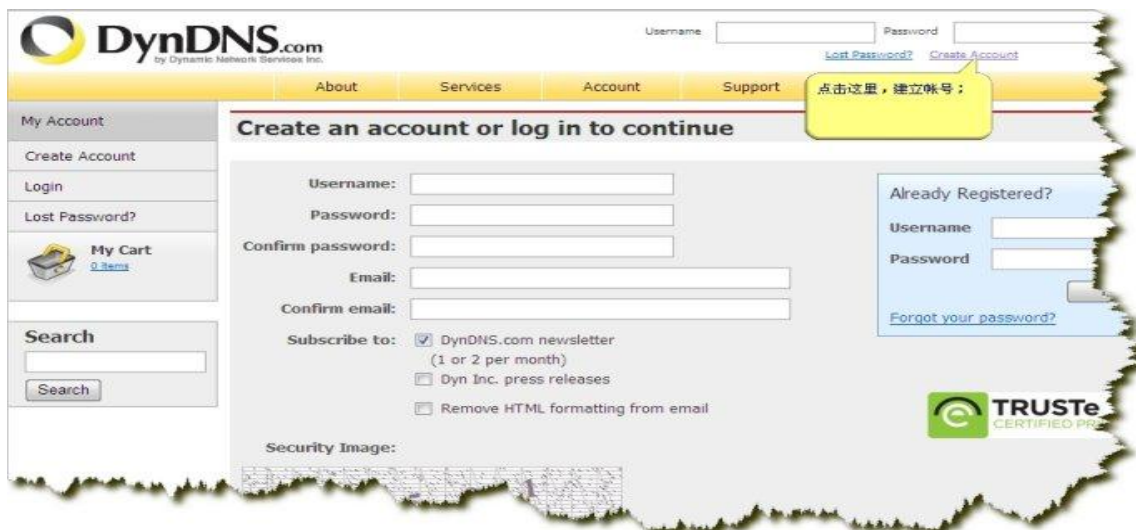 DynDNS.com
by Dynamic Network Services Inc.
Username
Password
Lost Password? Create Account
About Services Account Support
点击这里，建立帐号；
My Account
Create Account
Login
Lost Password?
My Cart
0 items
Search
Search
Create an account or log in to continue
Username:
Password:
Confirm password:
Email:
Confirm email:
Subscribe to:
DynDNS.com newsletter
(1 or 2 per month)
Dyn Inc. press releases
Remove HTML formatting from email
Security Image:
Already Registered?
Username
Password
Forgot your password?
TRUSTe
CERTIFIED